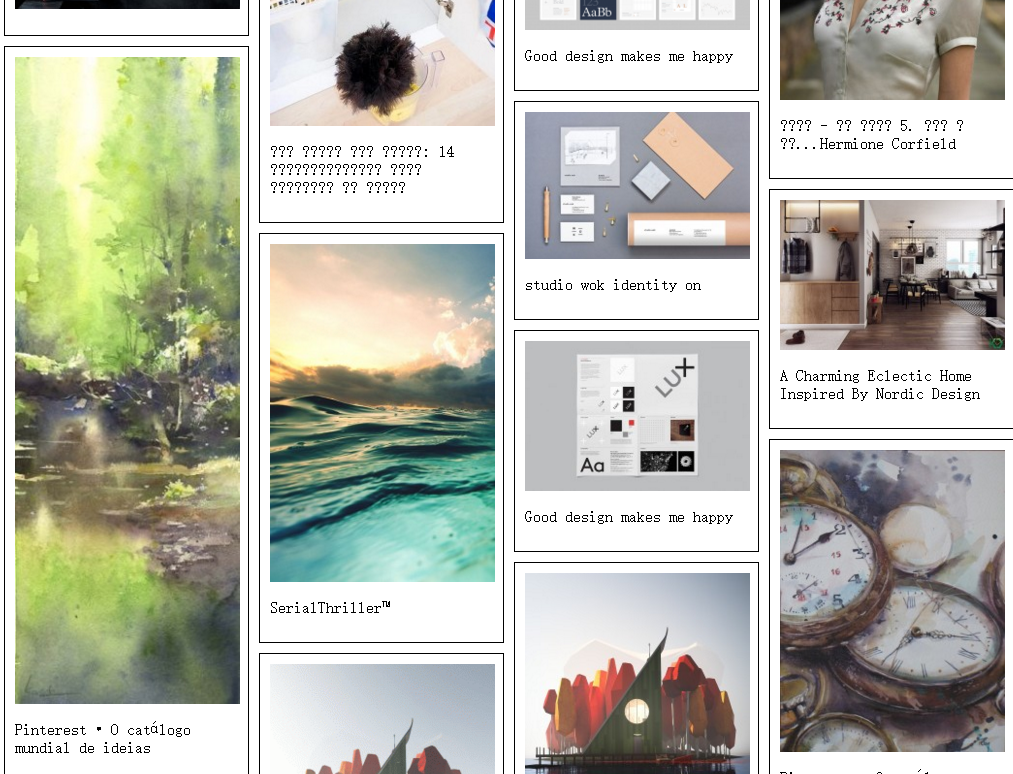 Pinterest • O catálogo
mundial de ideias
??? ????? ??? ?????: 14
?????????????? ????
???????? ?? ?????
SerialThriller™
AaBb
Good design makes me happy
studio wok identity on
LUX
Aa
Good design makes me happy
???? - ?? ???? 5. ??? ?
??...Hermione Corfield
A Charming Eclectic Home
Inspired By Nordic Design